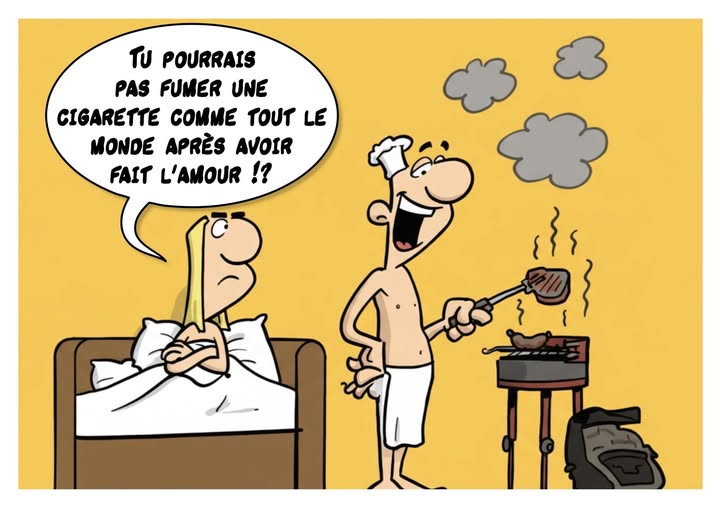 Tu pourrais
pas fumer une
cigarette comme tout le
monde après avoir
fait l'amour !?